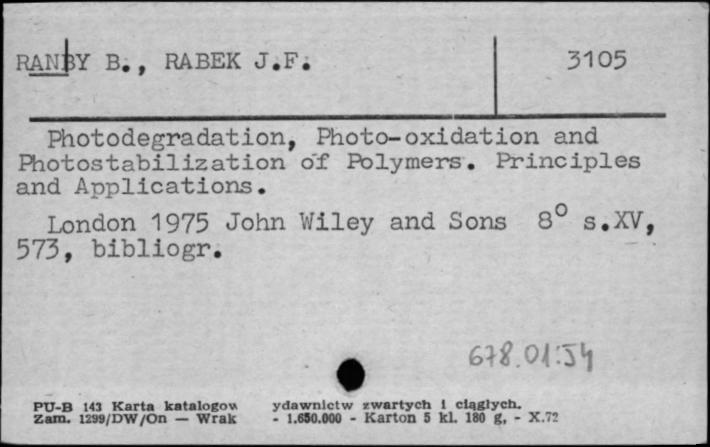 RANBY B., RABEK J.F. 3105
Photodegradation, Photo-oxidation and
Photostabilization of Polymers. Principles
and Applications.
London 1975 John Wiley and Sons 8° s.XV,
573, bibliogr.
678.01:54
PU-B 143 Karta katalogow ydawnictw zwartych i ciągłych.
Zam. 1299/DW/On — Wrak - 1.650.000 - Karton 5 kl. 180 g, - X.72